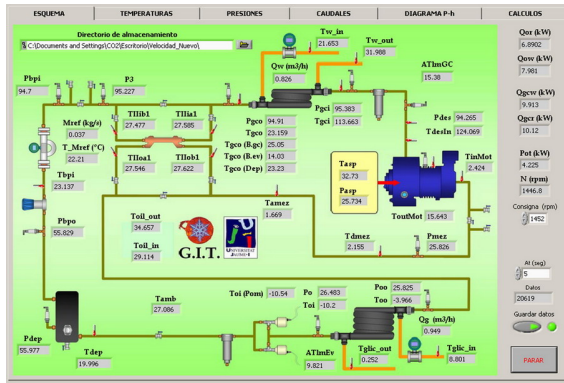 ESQUEMA TEMPERATURAS PRESIONES CAUDALES DIAGRAMA P-h CALCULOS
Directorio de almacenamiento
C:\Documents and Settings\CO2\Escritorio\Velocidad_Nuevo\
Tw_in
21.653
Tw_out
31.988
Qw (m3/h)
0.826
ATlmGC
15.38
Qor (kW)
6.8902
Qow (kW)
7.981
Qgcw (kW)
9.913
Qgcr (kW)
10.12
Pot (kW)
4.225
N (rpm)
1446.8
Consigna (rpm)
1452
At (seg)
5
Datos
20619
Guardar datos
PARAR
Pbpi
94.7
P3
95.227
Mref (kg/s)
0.037
T_Mref (°C)
22.21
Tbpi
23.137
Pbpo
55.829
TIlib1
27.477
TIlia1
27.585
TIloa1
27.546
TIlob1
27.622
Pgco 94.91
Tgco 23.159
Tgco (B.gc) 25.05
Tgco (B.ev) 14.03
Tgco (Dep) 23.23
Pgci 95.383
Tgci 113.663
Pdes 94.265
TdesIn 124.069
Tasp
32.73
Pasp
25.734
TinMot
2.424
ToutMot 15.643
Tamez
1.669
Tdmez
2.155
Pmez
25.826
Toil_out
34.657
Toil_in
29.114
G.I.T.
UNIVERSITAT
JAUME•I
Tamb
27.086
Toi (Pom) -10.54
Po 26.483
Toi -10.2
Poo 25.825
Too -3.966
Qg (m3/h)
0.949
ATlmEv
9.821
Tglic_out
0.252
Tglic_in
8.801
Pdep
55.977
Tdep
19.996